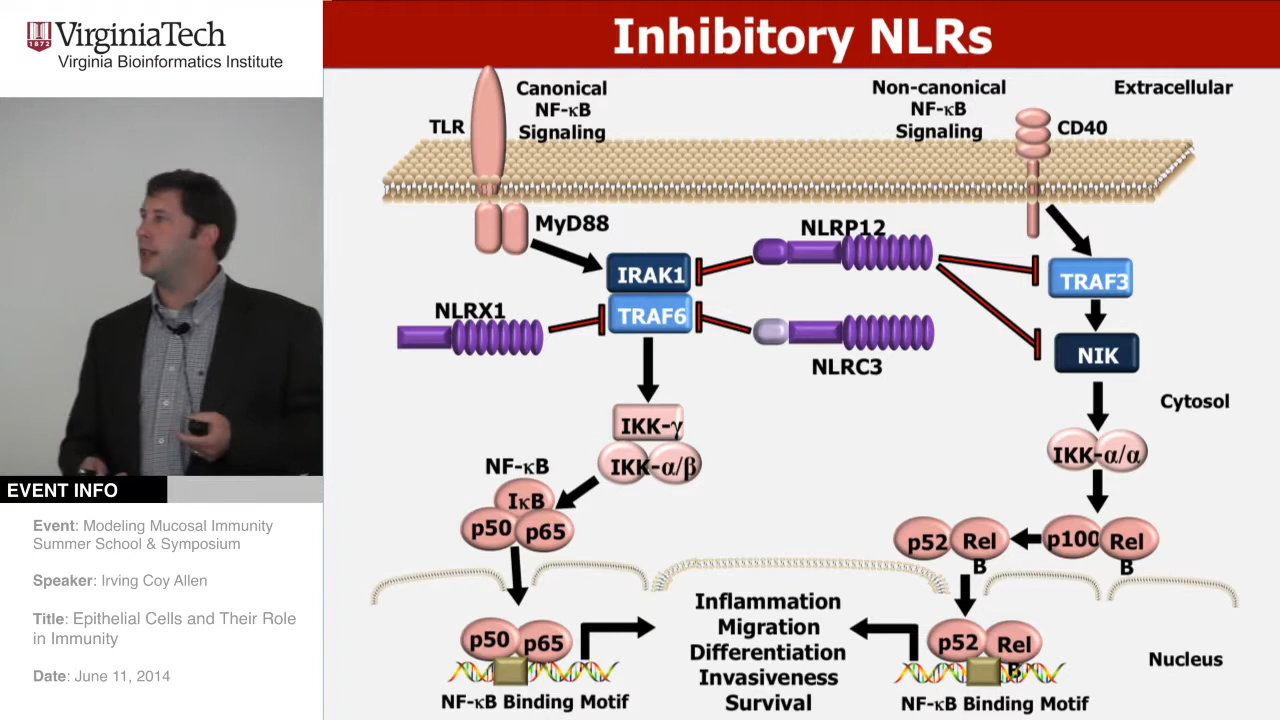 VirginiaTech
1872
Virginia Bioinformatics Institute
EVENT INFO
Event: Modeling Mucosal Immunity
Summer School & Symposium
Speaker: Irving Coy Allen
Title: Epithelial Cells and Their Role
in Immunity
Date: June 11, 2014
Inhibitory NLRs
Canonical
NF-κB
Signaling
TLR
Non-canonical
NF-κB
Signaling
Extracellular
CD40
MyD88
NLRP12
IRAK1
TRAF3
NLRX1
TRAF6
NIK
NLRC3
Cytosol
IKK-γ
IKK-α/β
IKK-α/α
NF-κB
IκB
p50
p65
p52
Rel
B
p100
Rel
B
Inflammation
Migration
Differentiation
Invasiveness
Survival
p50
p65
p52
Rel
B
Nucleus
NF-κB Binding Motif
NF-κB Binding Motif